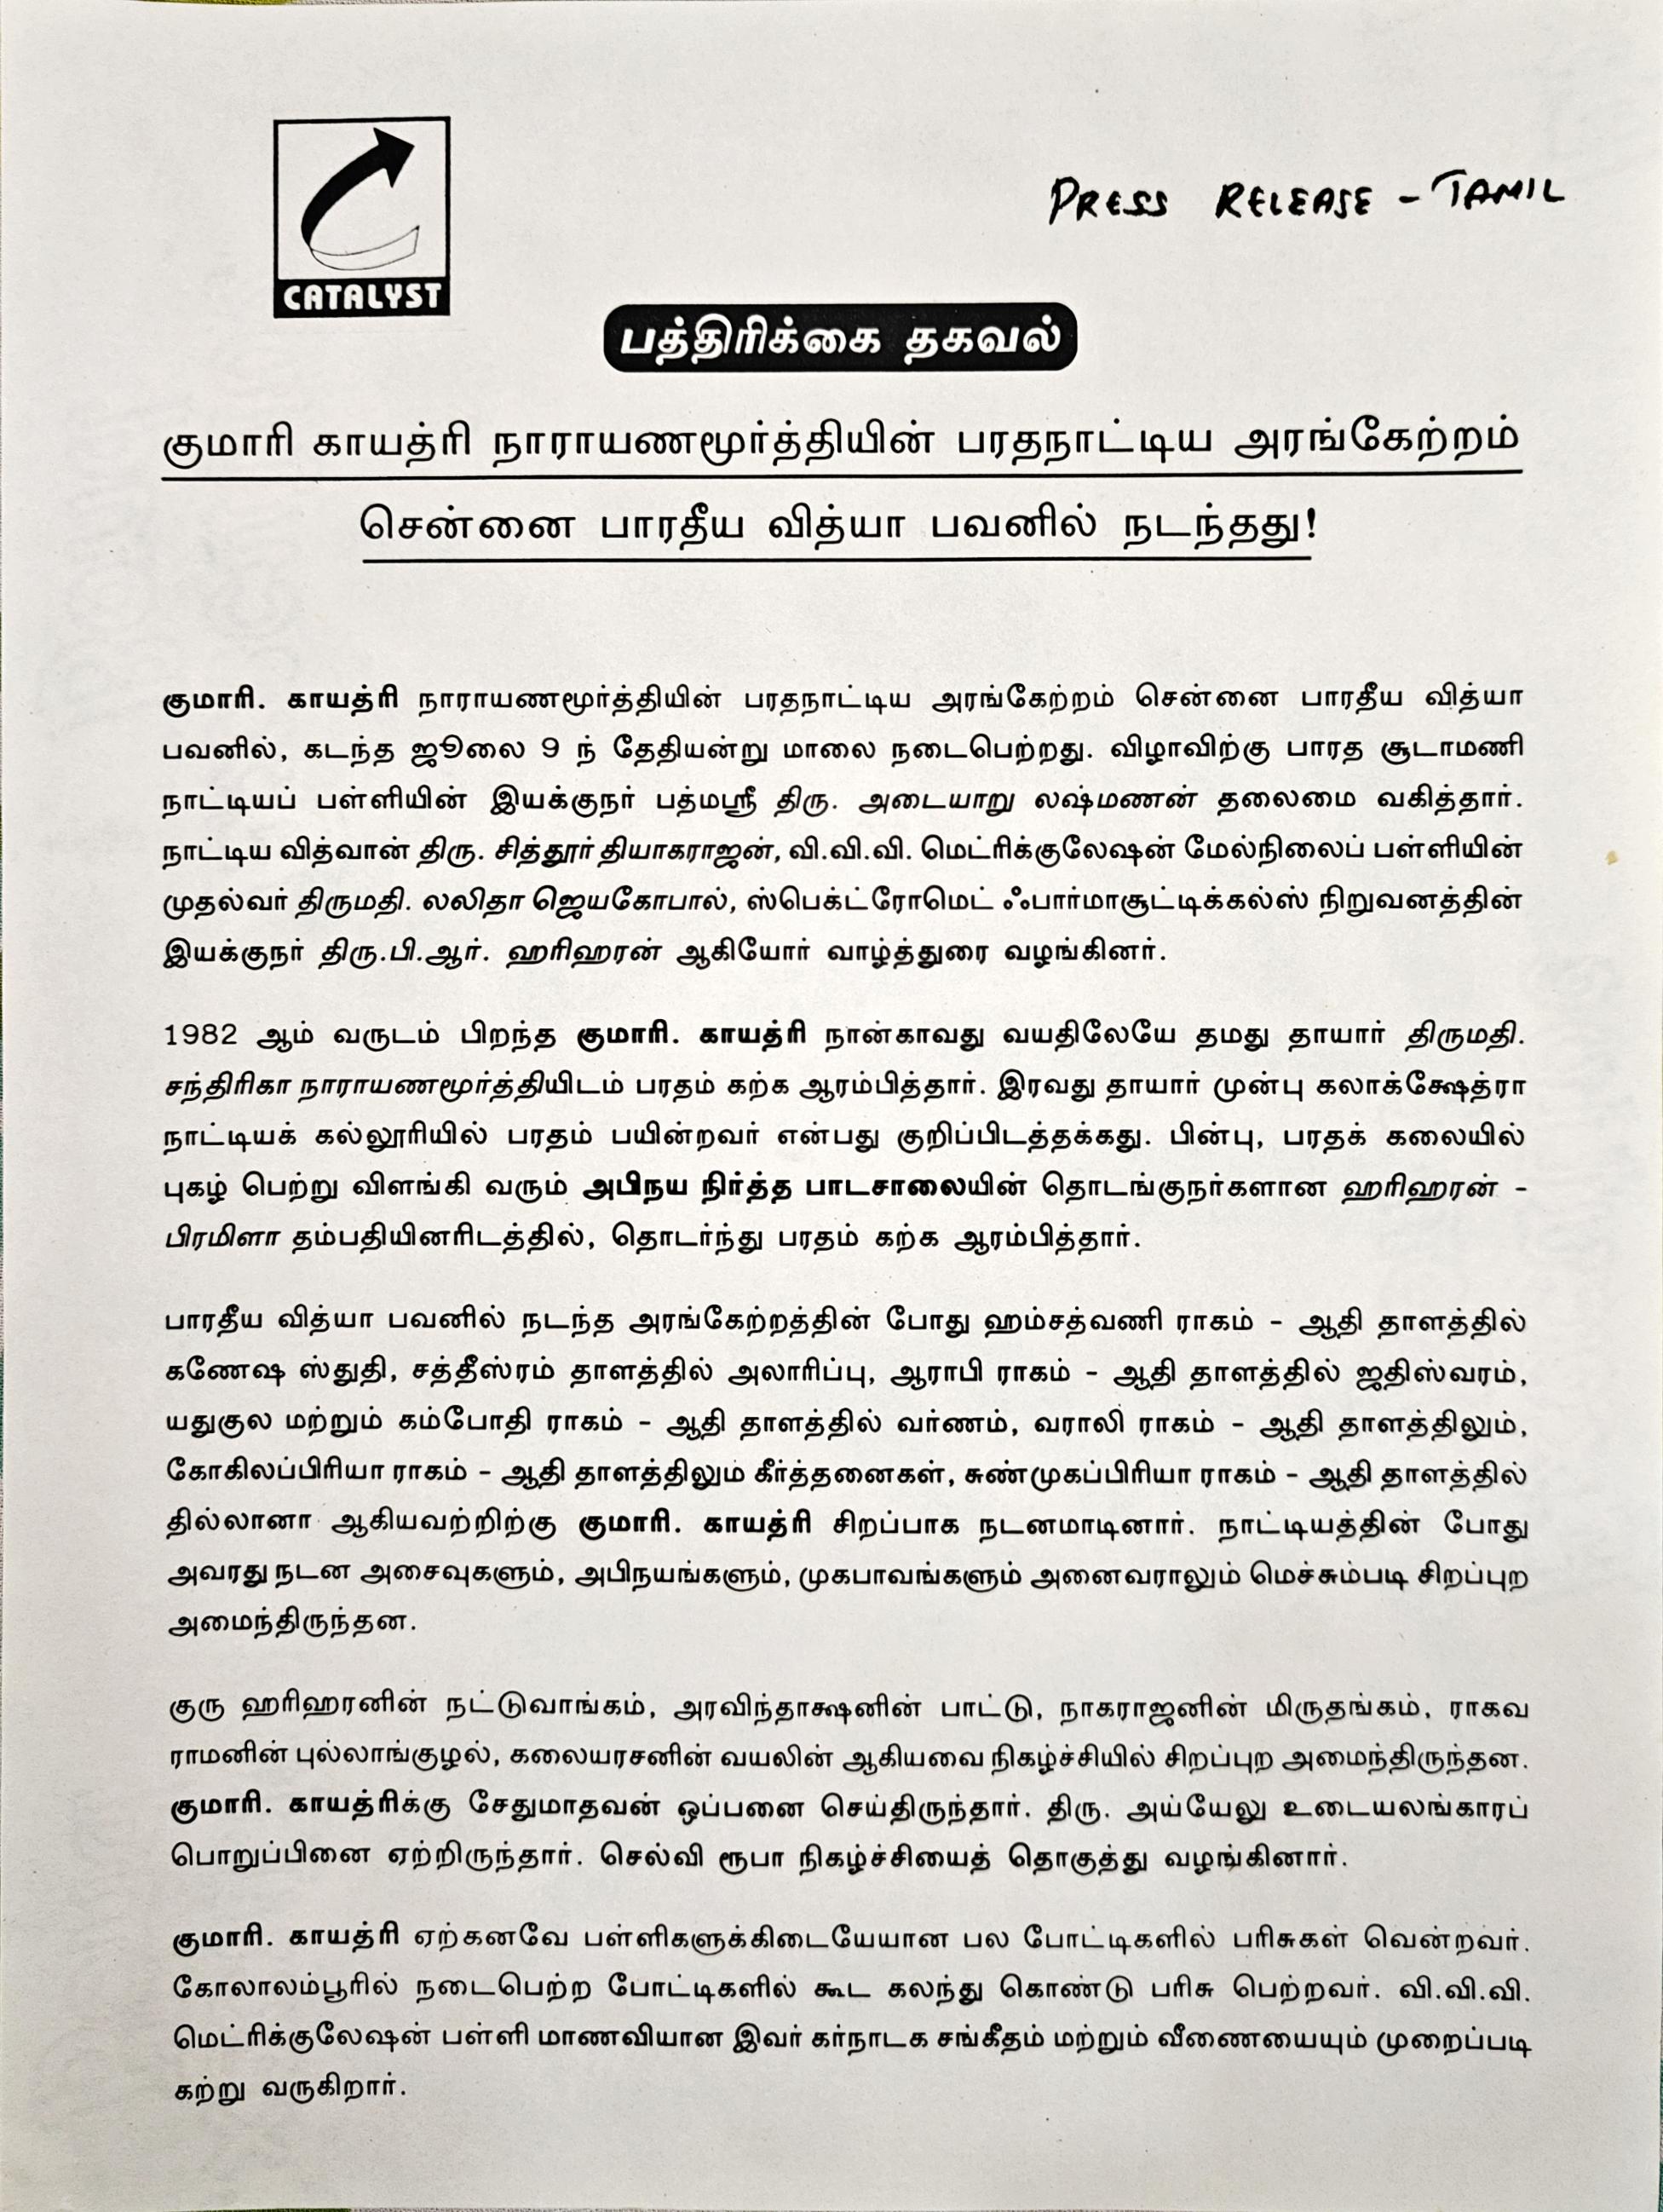 PRESS RELEASE - TAMIL
CATALYST
பத்திரிக்கை தகவல்
குமாரி காயத்ரி நாராயணமூர்த்தியின் பரதநாட்டிய அரங்கேற்றம்
சென்னை பாரதீய வித்யா பவனில் நடந்தது!
குமாரி. காயத்ரி நாராயணமூர்த்தியின் பரதநாட்டிய அரங்கேற்றம் சென்னை பாரதீய வித்யா
பவனில், கடந்த ஜூலை 9 ந் தேதியன்று மாலை நடைபெற்றது. விழாவிற்கு பாரத சூடாமணி
நாட்டியப் பள்ளியின் இயக்குநர் பத்மஸ்ரீ திரு. அடையாறு லஷ்மணன் தலைமை வகித்தார்.
நாட்டிய வித்வான் திரு. சித்தூர் தியாகராஜன், வி.வி.வி. மெட்ரிக்குலேஷன் மேல்நிலைப் பள்ளியின்
முதல்வர் திருமதி. லலிதா ஜெயகோபால், ஸ்பெக்ட்ரோமெட் ஃபார்மாசூட்டிக்கல்ஸ் நிறுவனத்தின்
இயக்குநர் திரு.பி.ஆர். ஹரிஹரன் ஆகியோர் வாழ்த்துரை வழங்கினர்.
1982 ஆம் வருடம் பிறந்த குமாரி. காயத்ரி நான்காவது வயதிலேயே தமது தாயார் திருமதி.
சந்திரிகா நாராயணமூர்த்தியிடம் பரதம் கற்க ஆரம்பித்தார். இரவது தாயார் முன்பு கலாக்ஷேத்ரா
நாட்டியக் கல்லூரியில் பரதம் பயின்றவர் என்பது குறிப்பிடத்தக்கது. பின்பு, பரதக் கலையில்
புகழ் பெற்று விளங்கி வரும் அபிநய நிர்த்த பாடசாலையின் தொடங்குநர்களான ஹரிஹரன் -
பிரமிளா தம்பதியினரிடத்தில், தொடர்ந்து பரதம் கற்க ஆரம்பித்தார்.
பாரதீய வித்யா பவனில் நடந்த அரங்கேற்றத்தின் போது ஹம்சத்வணி ராகம் - ஆதி தாளத்தில்
கணேஷ ஸ்துதி, சத்தீஸ்ரம் தாளத்தில் அலாரிப்பு, ஆராபி ராகம் - ஆதி தாளத்தில் ஜதிஸ்வரம்,
யதுகுல மற்றும் கம்போதி ராகம் - ஆதி தாளத்தில் வர்ணம், வராலி ராகம் - ஆதி தாளத்திலும்,
கோகிலப்பிரியா ராகம் - ஆதி தாளத்திலும் கீர்த்தனைகள், சுண்முகப்பிரியா ராகம் - ஆதி தாளத்தில்
தில்லானா ஆகியவற்றிற்கு குமாரி. காயத்ரி சிறப்பாக நடனமாடினார். நாட்டியத்தின் போது
அவரது நடன அசைவுகளும், அபிநயங்களும், முகபாவங்களும் அனைவராலும் மெச்சும்படி சிறப்புற
அமைந்திருந்தன.
குரு ஹரிஹரனின் நட்டுவாங்கம், அரவிந்தாக்ஷனின் பாட்டு, நாகராஜனின் மிருதங்கம், ராகவ
ராமனின் புல்லாங்குழல், கலையரசனின் வயலின் ஆகியவை நிகழ்ச்சியில் சிறப்புற அமைந்திருந்தன.
குமாரி. காயத்ரிக்கு சேதுமாதவன் ஒப்பனை செய்திருந்தார். திரு. அய்யேலு உடையலங்காரப்
பொறுப்பினை ஏற்றிருந்தார். செல்வி ரூபா நிகழ்ச்சியைத் தொகுத்து வழங்கினார்.
குமாரி. காயத்ரி ஏற்கனவே பள்ளிகளுக்கிடையேயான பல போட்டிகளில் பரிசுகள் வென்றவர்.
கோலாலம்பூரில் நடைபெற்ற போட்டிகளில் கூட கலந்து கொண்டு பரிசு பெற்றவர். வி.வி.வி.
மெட்ரிக்குலேஷன் பள்ளி மாணவியான இவர் கர்நாடக சங்கீதம் மற்றும் வீணையையும் முறைப்படி
கற்று வருகிறார்.